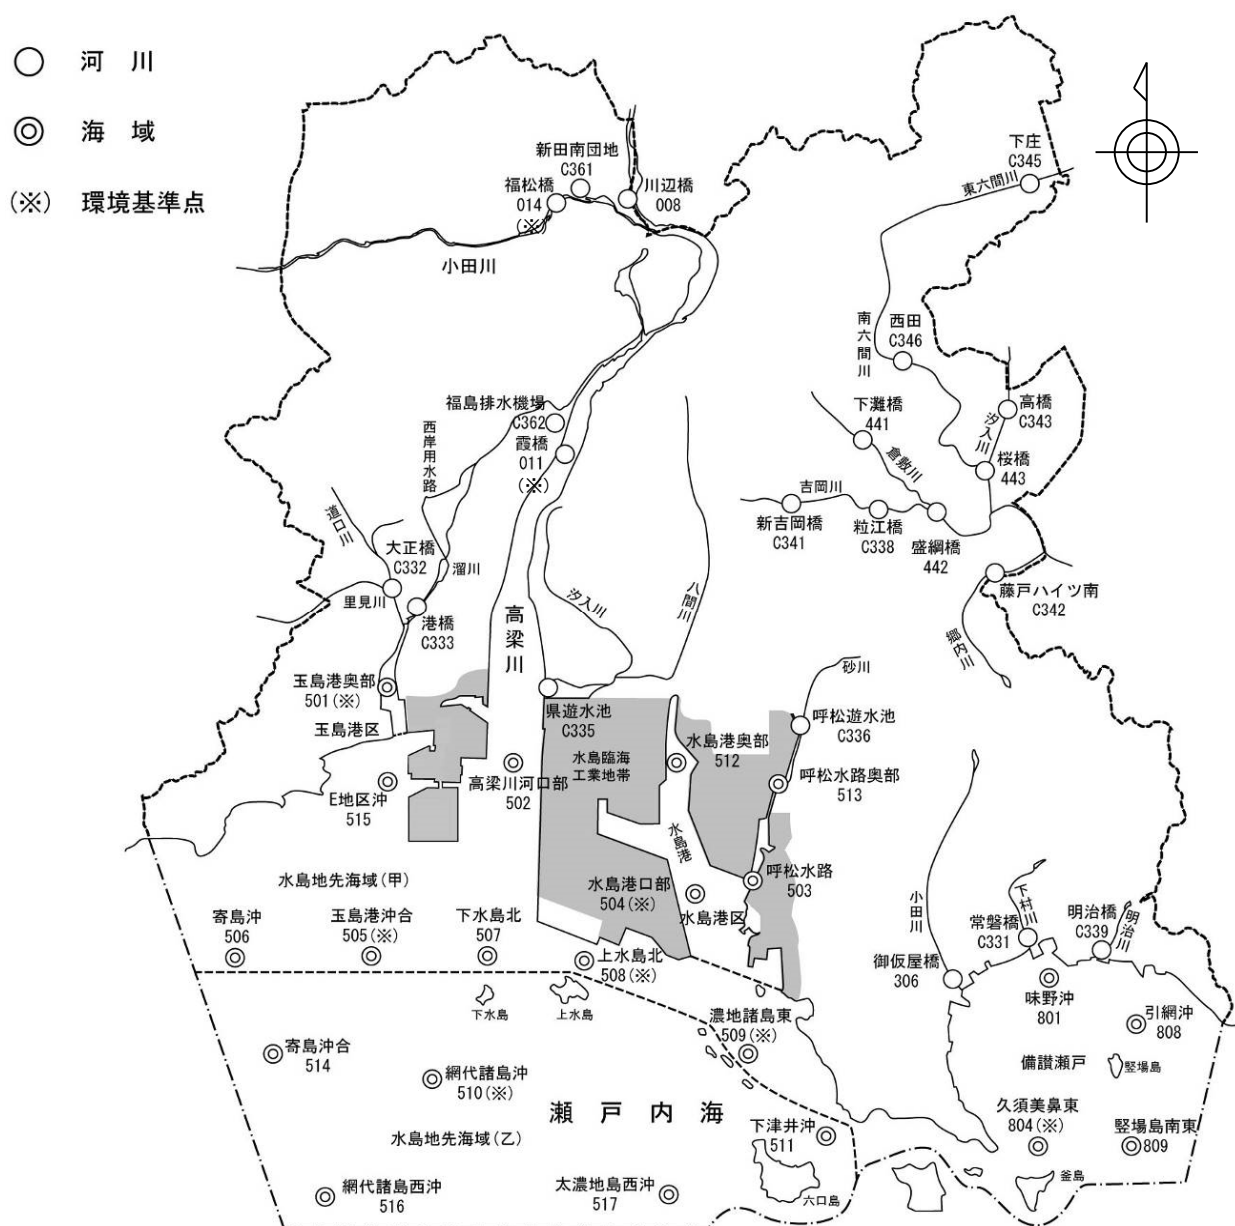 河川
海域
(※) 環境基準点
下庄
C345
東六間川
新田南団地
C361
福松橋
014
(※)
川辺橋
008
小田川
南六間川
西田
C346
福島排水機場
C362
霞橋
011
(※)
西岸用水路
下灘橋
441
倉敷川
汐入川
高橋
C343
桜橋
443
吉岡川
新吉岡橋
C341
粒江橋
C338
盛綱橋
442
藤戸ハイツ南
C342
郷内川
道口川
大正橋
C332
溜川
里見川
港橋
C333
高梁川
汐入川
八間川
砂川
玉島港奥部
501(※)
玉島港区
県遊水池
C335
水島臨海
工業地帯
水島港奥部
512
呼松遊水池
C336
E地区沖
515
高梁川河口部
502
呼松水路奥部
513
水島港
水島地先海域(甲)
水島港口部
504(※)
水島港区
呼松水路
503
小田川
下村川
常磐橋
C331
明治橋
C339
明治川
寄島沖
506
玉島港沖合
505(※)
下水島北
507
上水島北
508(※)
御仮屋橋
306
味野沖
801
引網沖
808
下水島
上水島
濃地諸島東
509(※)
寄島沖合
514
網代諸島沖
510(※)
備讃瀬戸
竪場島
瀬戸内海
久須美鼻東
804(※)
竪場島南東
809
水島地先海域(乙)
下津井沖
511
網代諸島西沖
516
太濃地島西沖
517
六口島
釜島